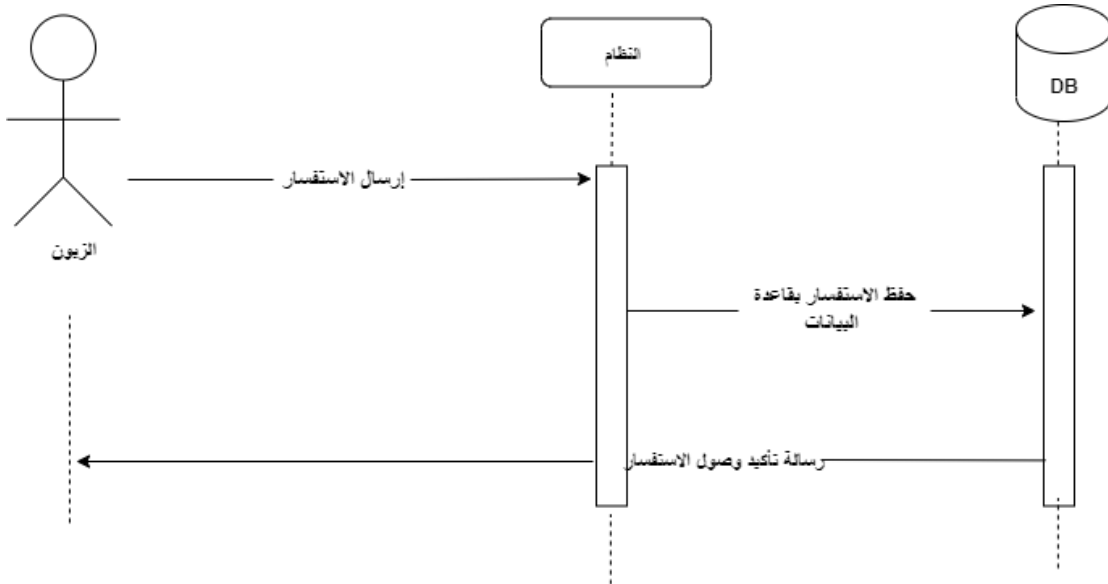 النظام
DB
إرسال الاستفسار
الزبون
حفظ الاستفسار بقاعدة
البيانات
رسالة تأكيد وصول الاستفسار